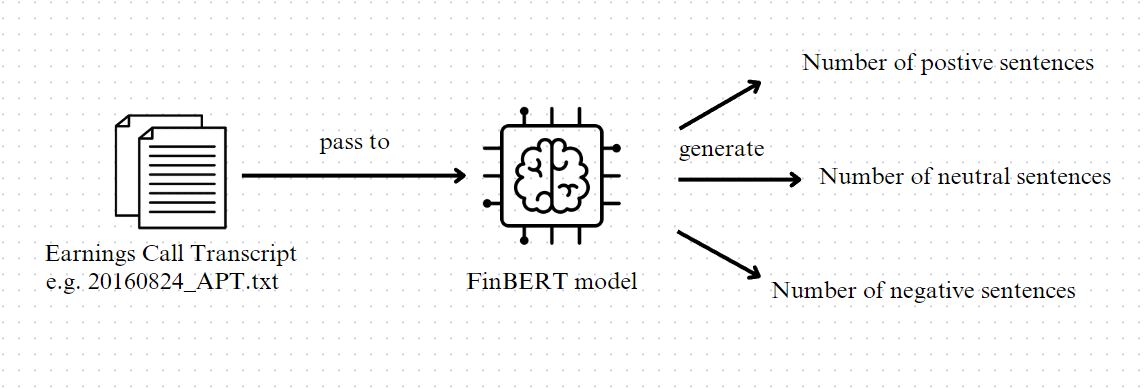 Number of postive sentences
pass to
generate
Number of neutral sentences
Earnings Call Transcript
e.g. 20160824_APT.txt
FinBERT model
Number of negative sentences